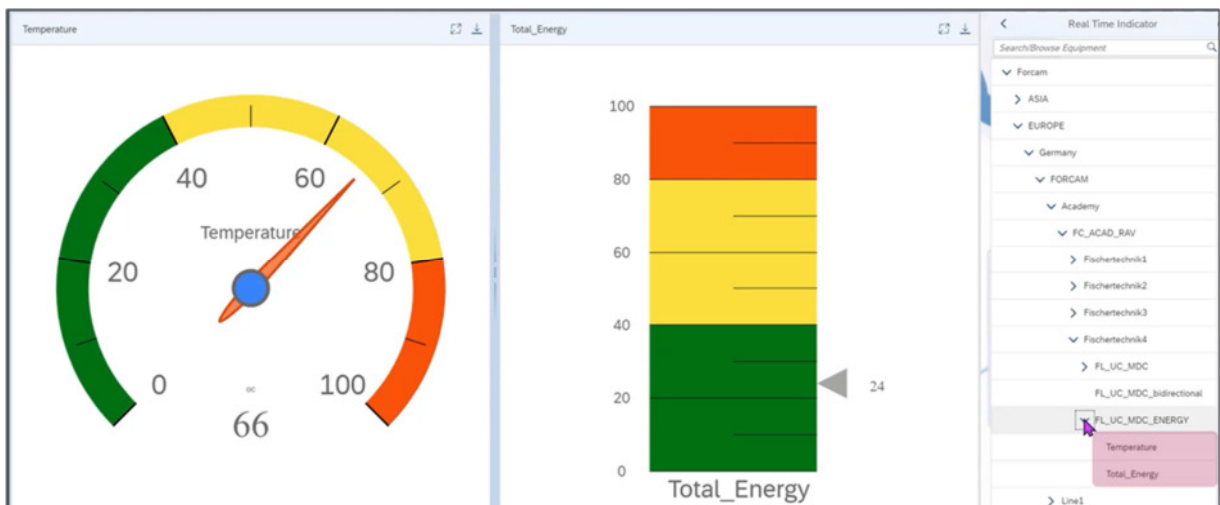 Temperature
40
60
Temperature
20
80
0
100
°C
66
Total_Energy
100
80
60
40
20
0
24
Total_Energy
Real Time Indicator
Search/Browse Equipment
Forcam
ASIA
EUROPE
Germany
FORCAM
Academy
FC_ACAD_RAV
Fischertechnik1
Fischertechnik2
Fischertechnik3
Fischertechnik4
FL_UC_MDC
FL_UC_MDC_bidirectional
FL_UC_MDC_ENERGY
Temperature
Total_Energy
Line1